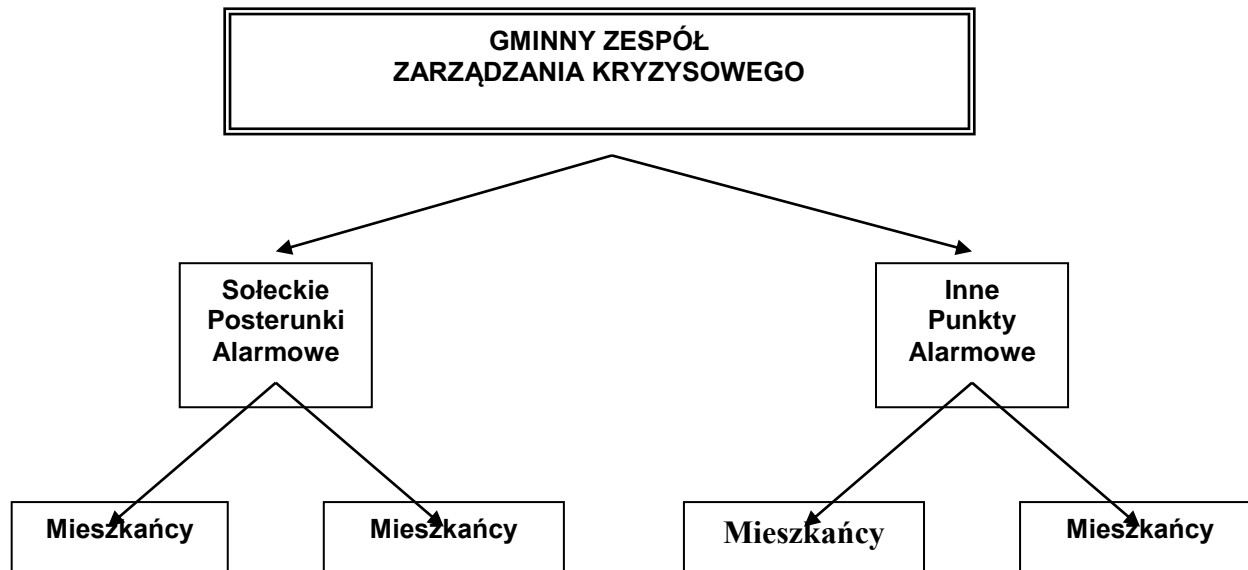 GMINNY ZESPÓŁ
ZARZĄDZANIA KRYZYSOWEGO
Sołeckie
Posterunki
Alarmowe
Inne
Punkty
Alarmowe
Mieszkańcy
Mieszkańcy
Mieszkańcy
Mieszkańcy